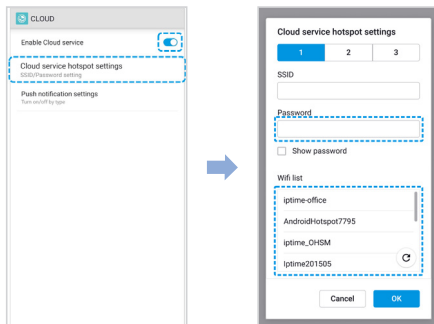 CLOUD
Enable Cloud service
Cloud service hotspot settings
SSID/Password setting
Push notification settings
Turn on/off by type
Cloud service hotspot settings
1 2 3
SSID
Password
Show password
Wifi list
iptime-office
AndroidHotspot7795
iptime_OHSM
Iptime201505
Cancel OK